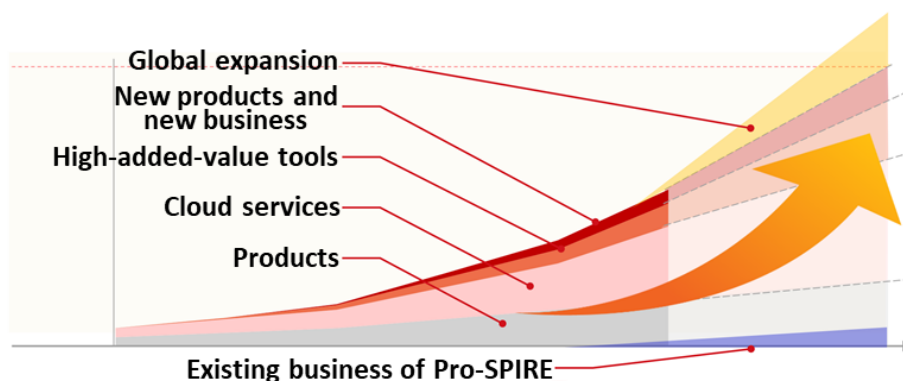 Global expansion
New products and
new business
High-added-value tools
Cloud services
Products
Existing business of Pro-SPIRE